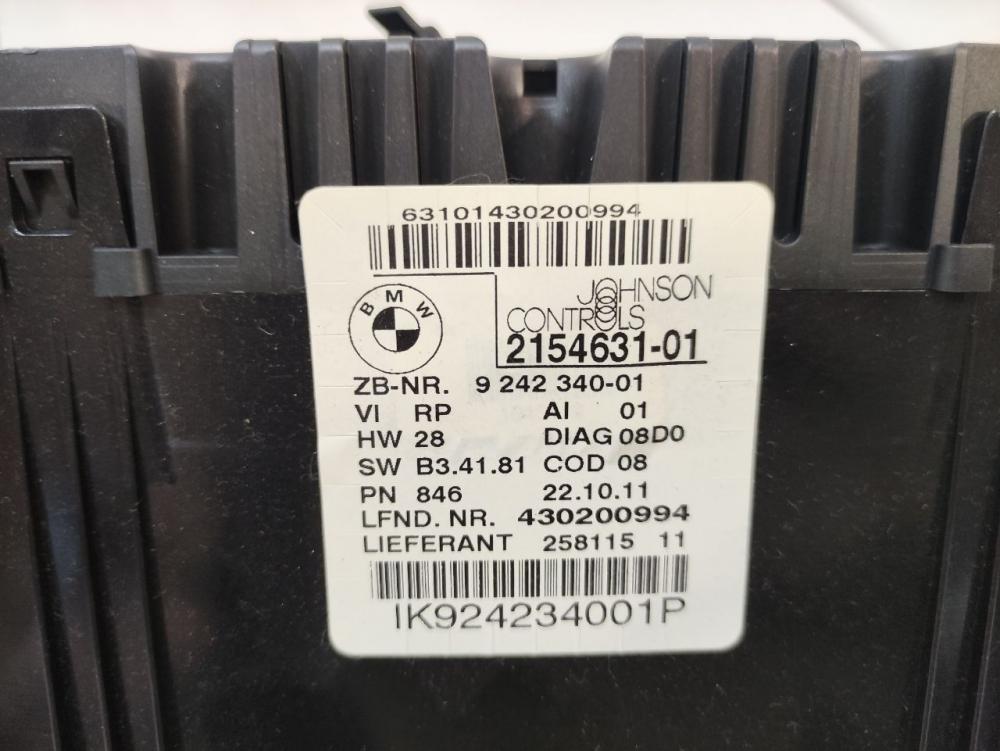 63101430200994
BMW
JOHNSON
CONTROLS
2154631-01
ZB-NR. 9 242 340-01
VI RP AI 01
HW 28 DIAG 08D0
SW B3.41.81 COD 08
PN 846 22.10.11
LFND. NR. 430200994
LIEFERANT 258115 11
IK924234001P